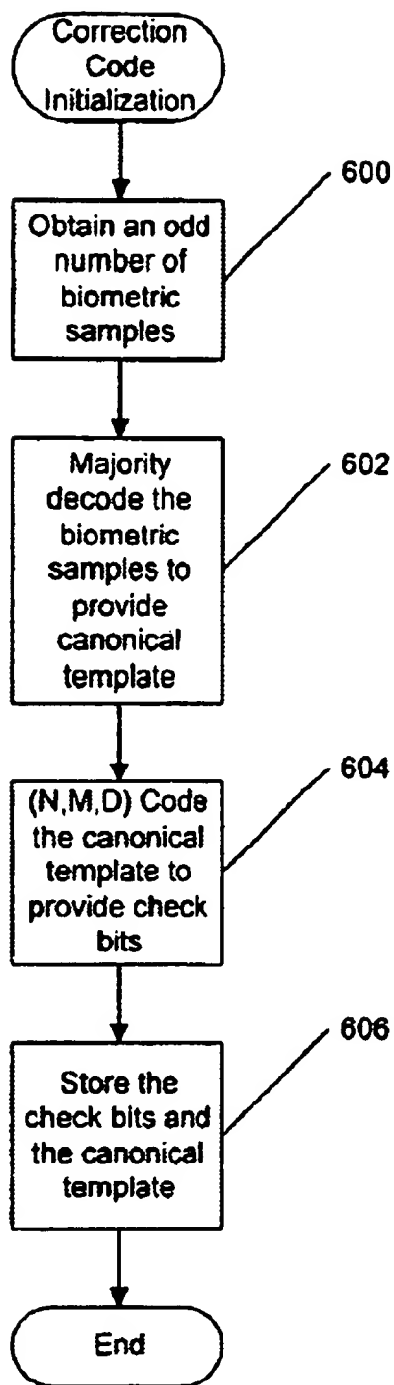 Correction
Code
Initialization
600
Obtain an odd
number of
biometric
samples
602
Majority
decode the
biometric
samples to
provide
canonical
template
604
(N,M,D) Code
the canonical
template to
provide check
bits
606
Store the
check bits and
the canonical
template
End